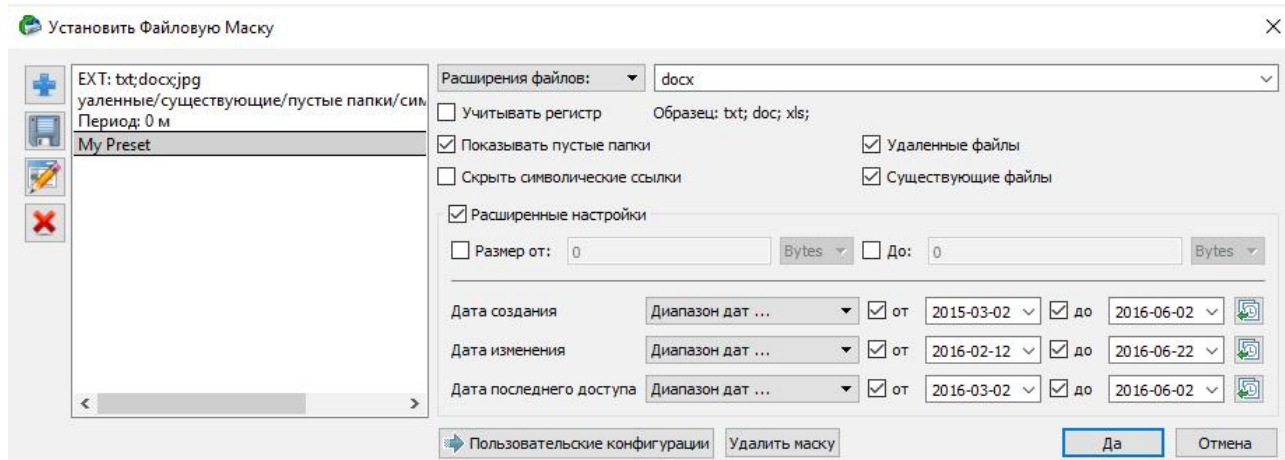 Установить Файловую Маску
EXT: txt;docx;jpg
уаленные/существующие/пустые папки/сим
Период: 0 м
My Preset
Расширения файлов:
docx
Учитывать регистр
Образец: txt; doc; xls;
Показывать пустые папки
Удаленные файлы
Скрыть символические ссылки
Существующие файлы
Расширенные настройки
Размер от: 0 Bytes До: 0 Bytes
Дата создания Диапазон дат ... от 2015-03-02 до 2016-06-02
Дата изменения Диапазон дат ... от 2016-02-12 до 2016-06-22
Дата последнего доступа Диапазон дат ... от 2016-03-02 до 2016-06-02
Пользовательские конфигурации Удалить маску Да Отмена